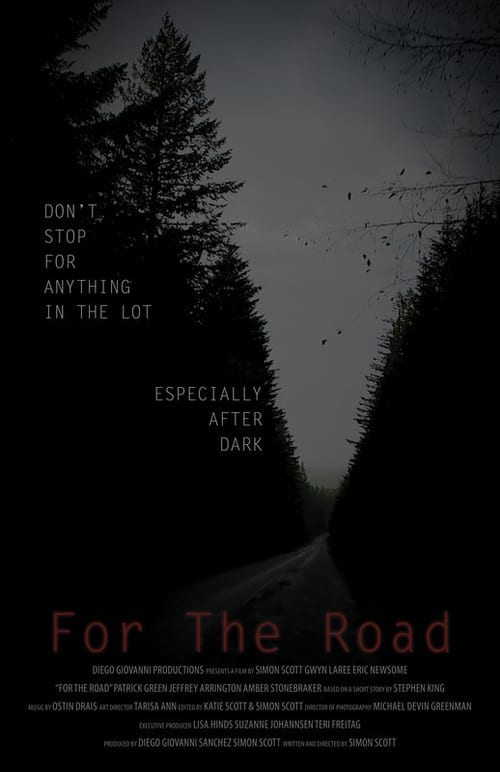 DON'T
STOP
FOR
ANYTHING
IN THE LOT
ESPECIALLY
AFTER
DARK
For The Road
DIEGO GIOVANNI PRODUCTIONS PRESENTS A FILM BY SIMON SCOTT GWYN LAREE ERIC NEWSOME
"FOR THE ROAD" PATRICK GREEN JEFFREY ARRINGTON AMBER STONEBRAKER BASED ON A SHORT STORY BY STEPHEN KING
MUSIC BY OSTIN DRAIS ART DIRECTOR TARISA ANN EDITED BY KATIE SCOTT & SIMON SCOTT DIRECTOR OF PHOTOGRAPHY MICHAEL DEVIN GREENMAN
EXECUTIVE PRODUCER LISA HINDS SUZANNE JOHANNSEN TERI FREITAG
PRODUCED BY DIEGO GIOVANNI SANCHEZ SIMON SCOTT WRITTEN AND DIRECTED BY SIMON SCOTT